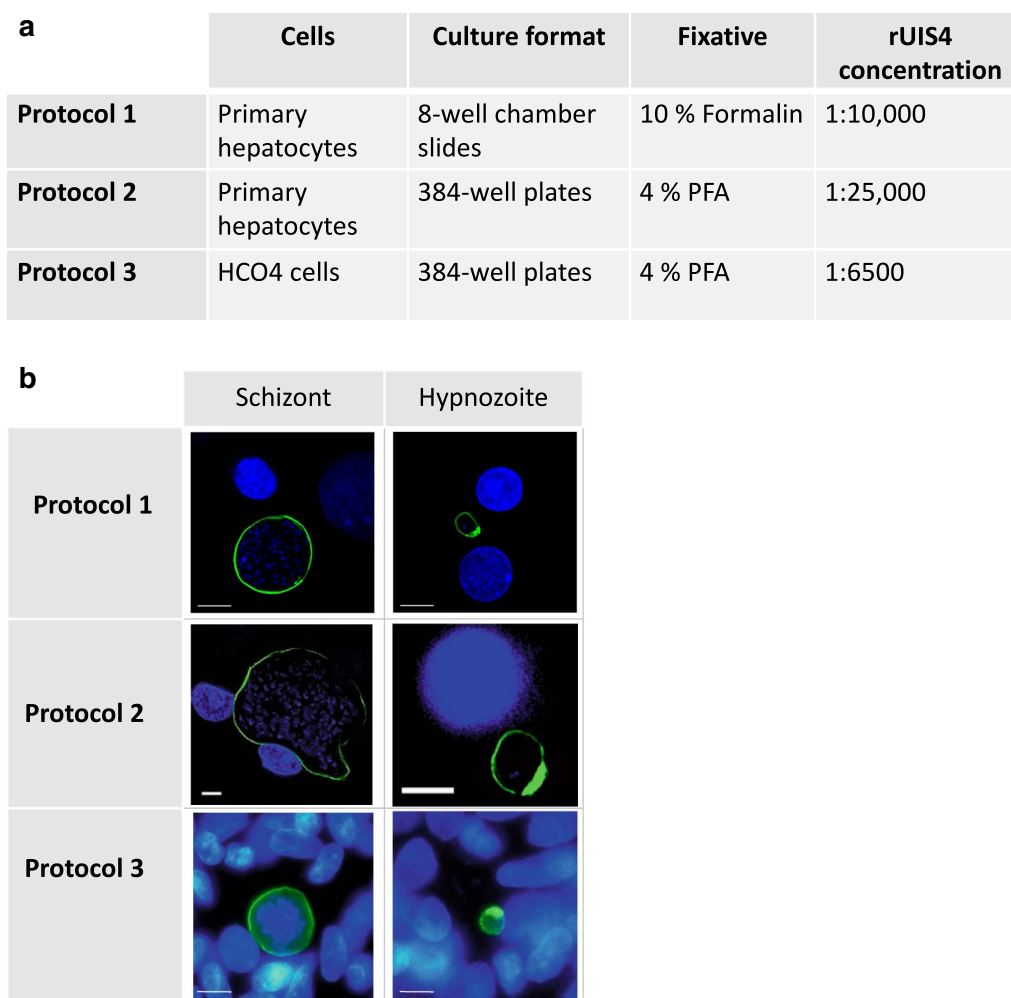 a
Cells Culture format Fixative rUIS4
concentration
Protocol 1 Primary 8-well chamber 10 % Formalin 1:10,000
hepatocytes slides
Protocol 2 Primary 384-well plates 4 % PFA 1:25,000
hepatocytes
Protocol 3 HCO4 cells 384-well plates 4 % PFA 1:6500
b
Schizont Hypnozoite
Protocol 1
Protocol 2
Protocol 3